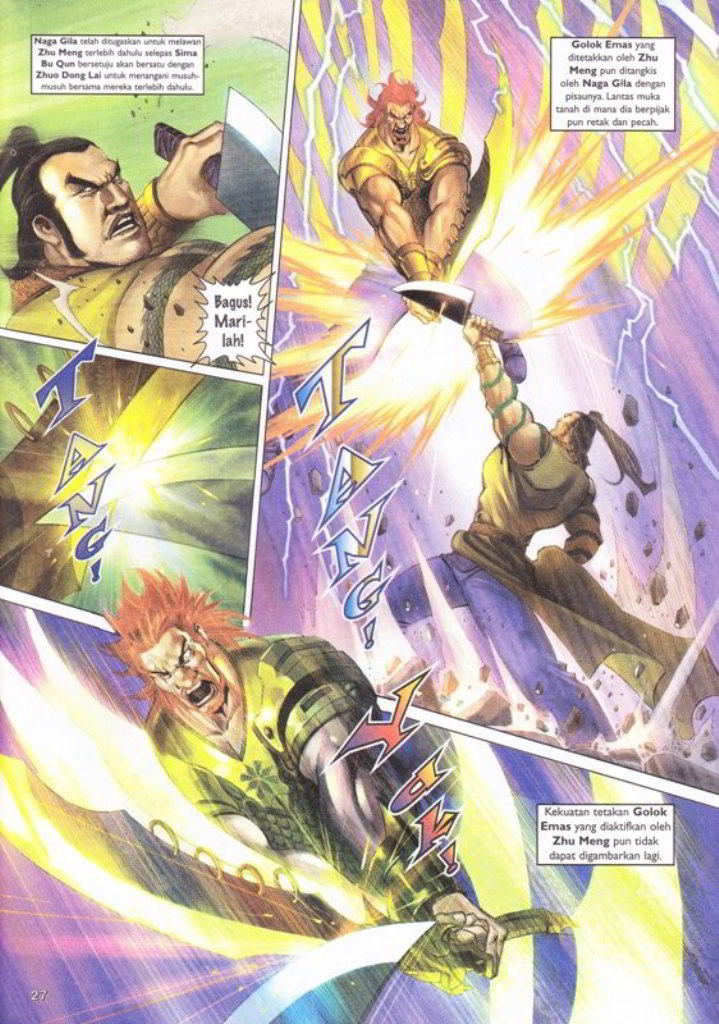 Naga Gila telah ditugaskan untuk melawan
Zhu Meng terlebih dahulu selepas Sima
Bu Qun bersetuju akan bersatu dengan
Zhuo Dong Lai untuk menangani musuh-
musuh bersama mereka terlebih dahulu.
Bagus!
Mari-
lah!
Golok Emas yang
ditetakkan oleh Zhu
Meng pun ditangkis
oleh Naga Gila dengan
pisaunya. Lantas muka
tanah di mana dia berpijak
pun retak dan pecah.
TANG!
TANG!
Kekuatan tetakan Golok
Emas yang diaktifkan oleh
Zhu Meng pun tidak
dapat digambarkan lagi.
27